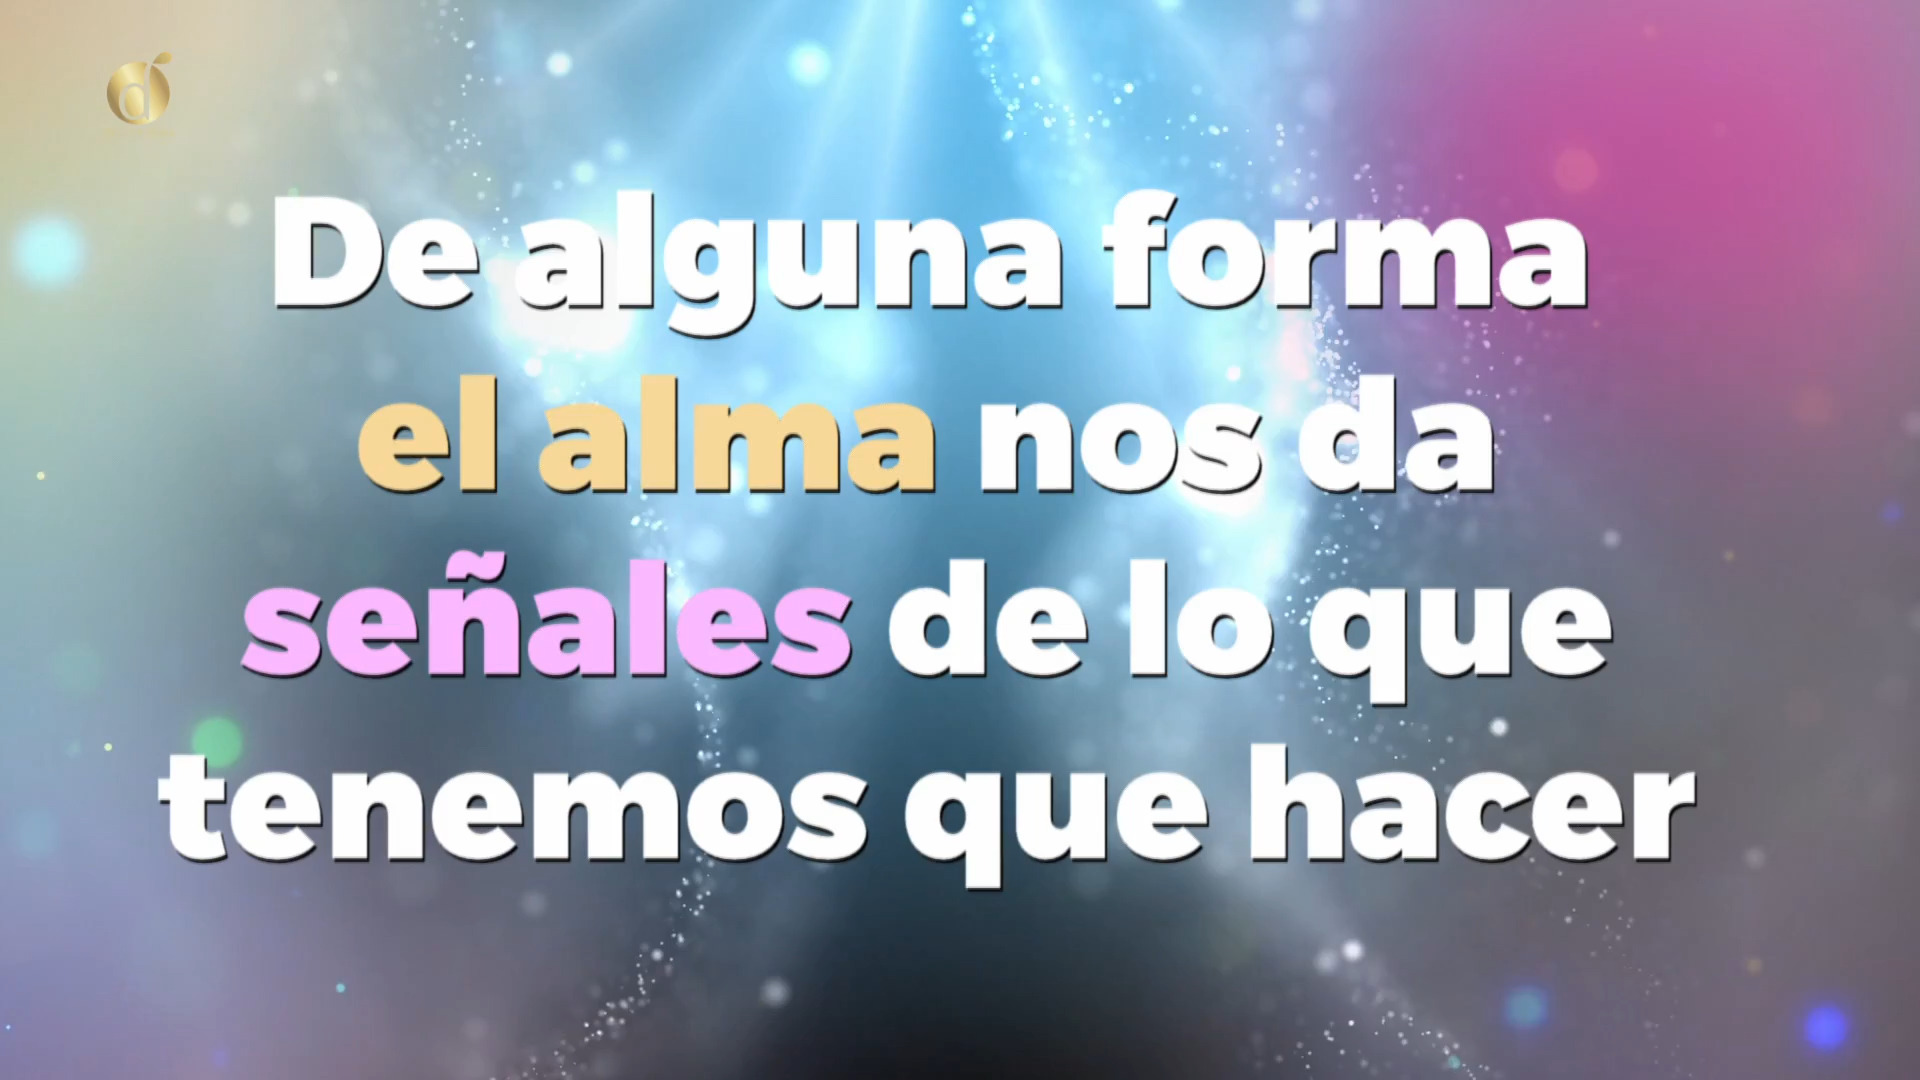 De alguna forma
el alma nos da
señales de lo que
tenemos que hacer